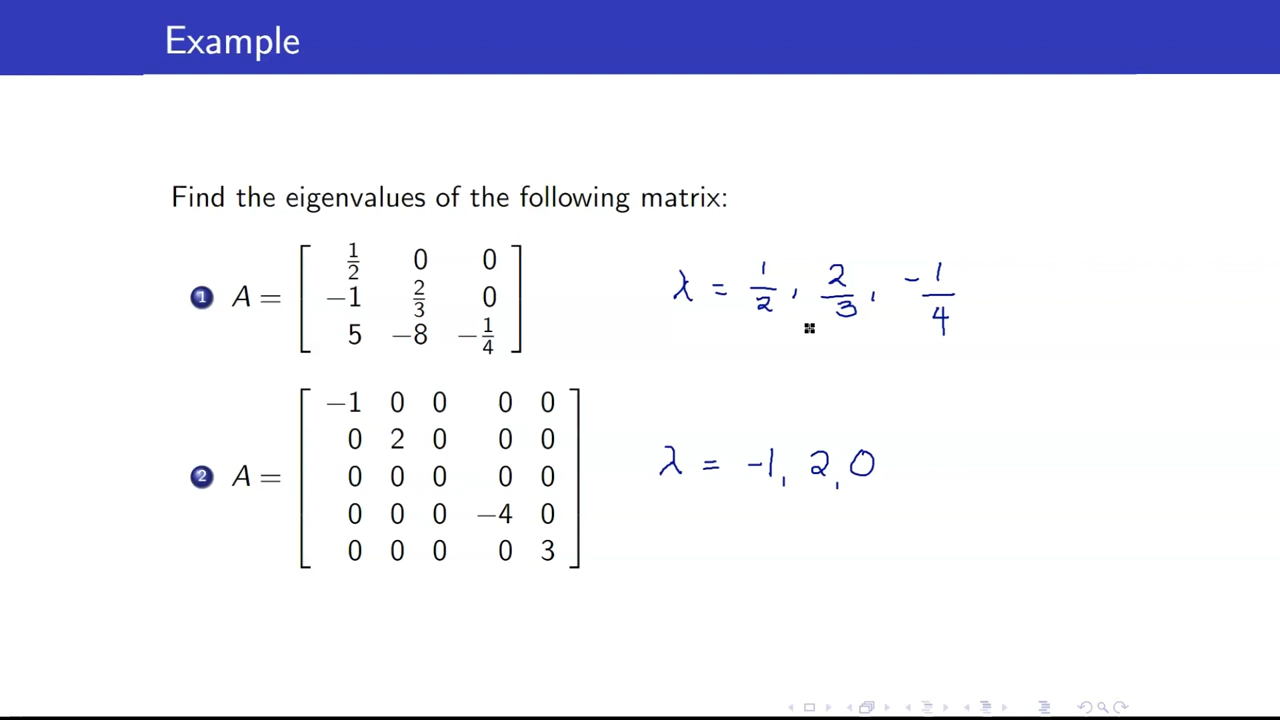 Example
Find the eigenvalues of the following matrix:
1 A = [ 1/2 0 0
−1 2/3 0
5 −8 −1/4 ]
λ = 1/2, 2/3, -1/4
2 A = [ −1 0 0 0 0
0 2 0 0 0
0 0 0 0 0
0 0 0 −4 0
0 0 0 0 3 ]
λ = -1, 2, 0